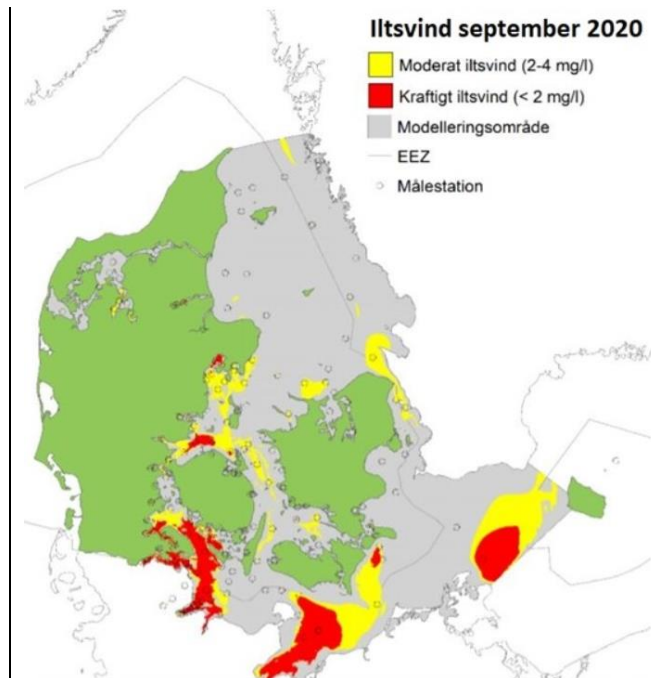 Iltsvind september 2020
Moderat iltsvind (2-4 mg/l)
Kraftigt iltsvind (< 2 mg/l)
Modelleringsområde
EEZ
Målestation